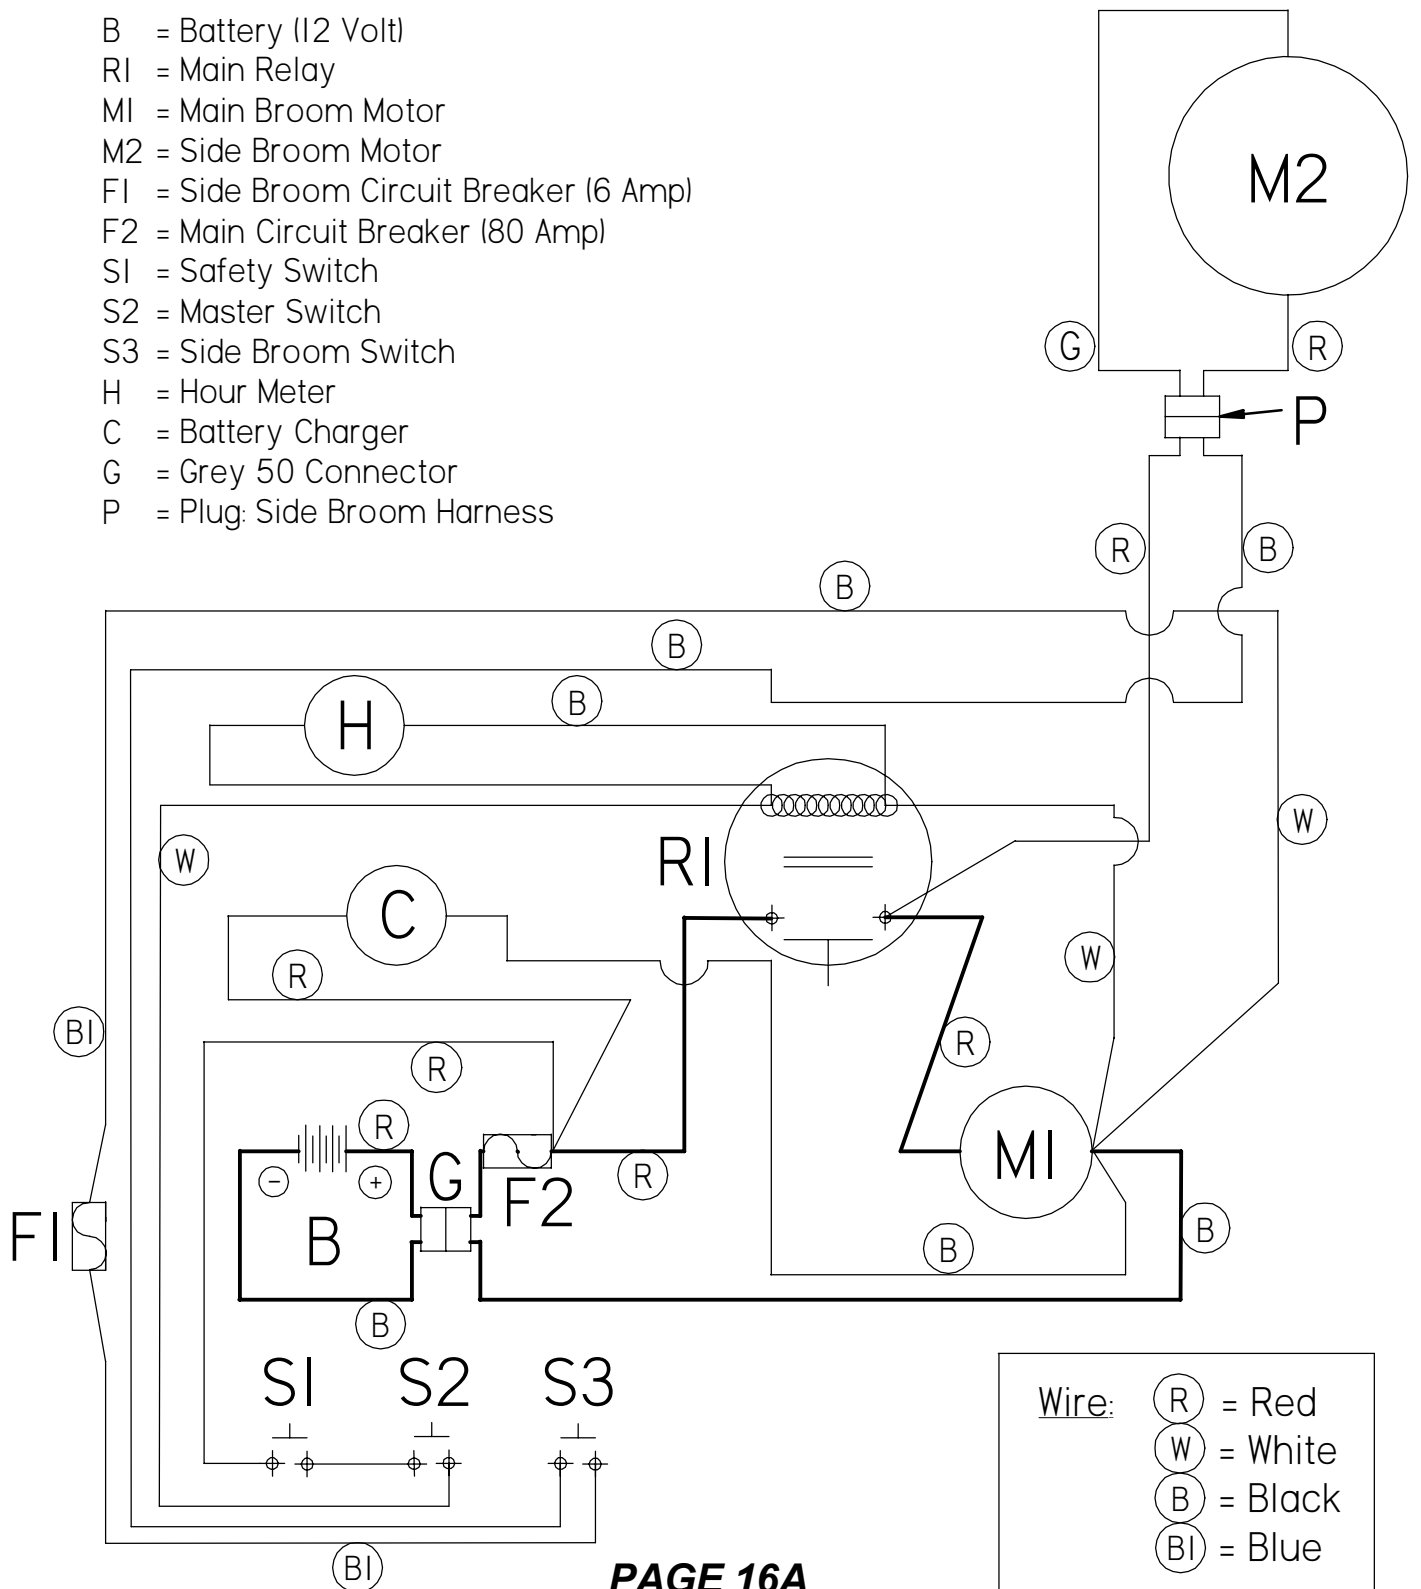 B = Battery (12 Volt)
R1 = Main Relay
M1 = Main Broom Motor
M2 = Side Broom Motor
F1 = Side Broom Circuit Breaker (6 Amp)
F2 = Main Circuit Breaker (80 Amp)
S1 = Safety Switch
S2 = Master Switch
S3 = Side Broom Switch
H = Hour Meter
C = Battery Charger
G = Grey 50 Connector
P = Plug: Side Broom Harness
M2
G
R
P
R
B
B
B
B
H
W
W
R1
C
W
R
Bl
R
R
R
M1
- +
G
R
F2
F1
B
B
B
B
S1 S2 S3
Wire:
R = Red
W = White
B = Black
Bl = Blue
Bl
PAGE 16A